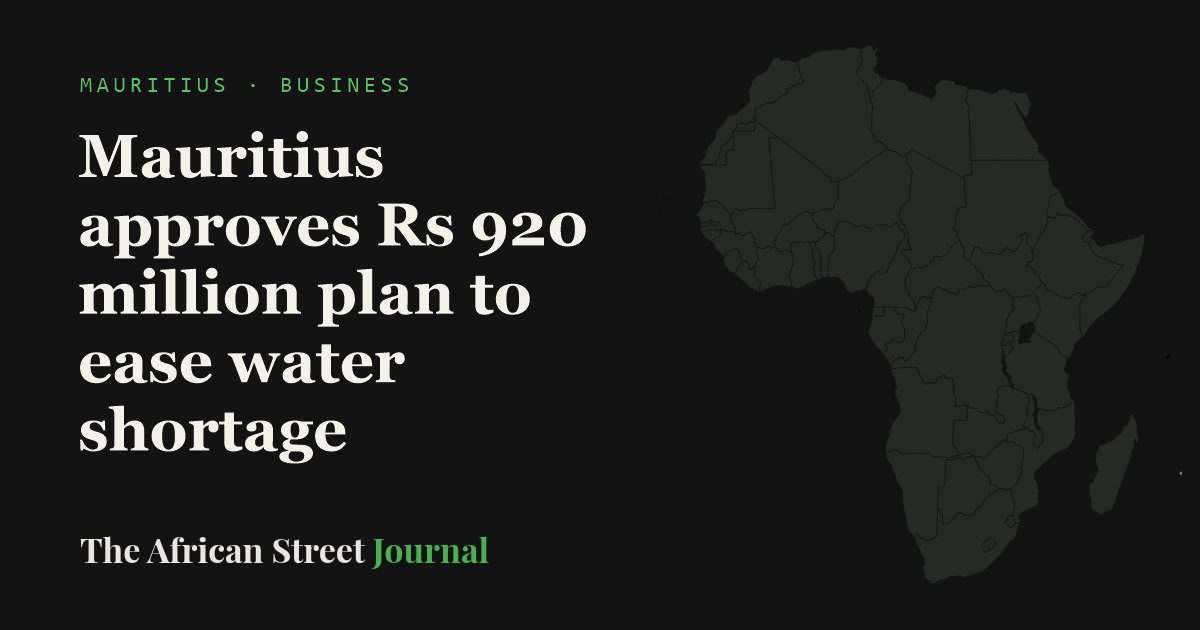 MAURITIUS · BUSINESS
Mauritius
approves Rs 920
million plan to
ease water
shortage
The African Street Journal